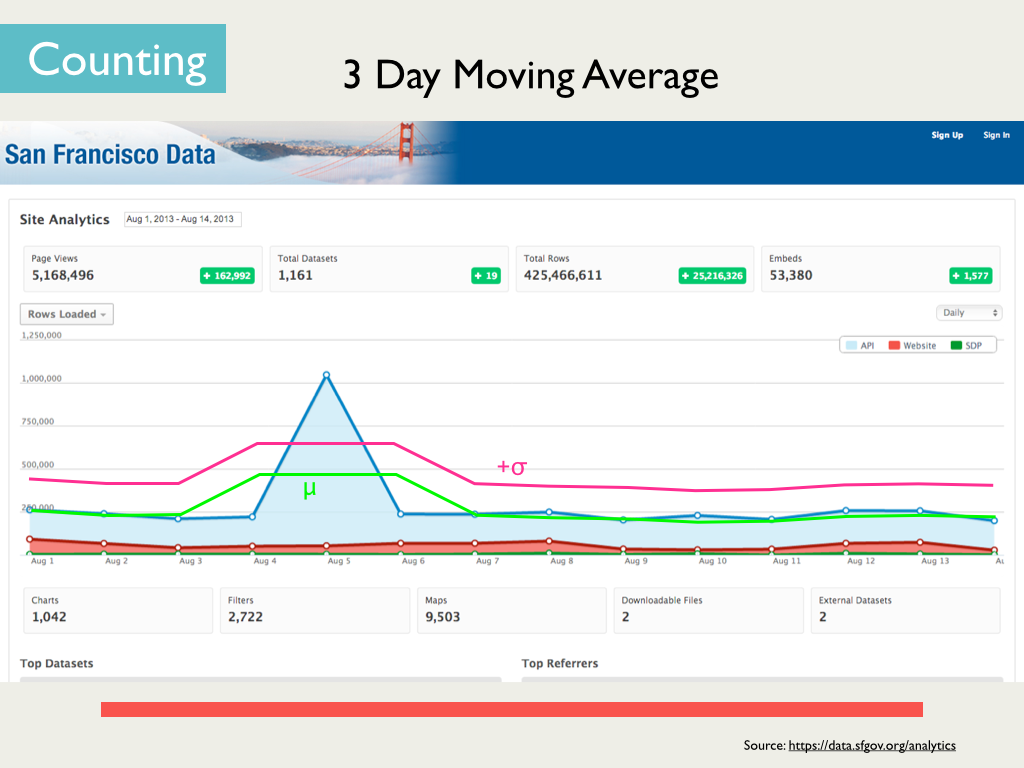 Counting
3 Day Moving Average
San Francisco Data
Sign Up Sign In
Site Analytics Aug 1, 2013 - Aug 14, 2013
Page Views Total Datasets Total Rows Embeds
5,168,496 + 162,992 1,161 + 19 425,466,611 + 25,216,326 53,380 + 1,577
Rows Loaded Daily
1,250,000
API Website SDP
1,000,000
750,000
500,000
+σ
μ
250,000
Aug 1 Aug 2 Aug 3 Aug 4 Aug 5 Aug 6 Aug 7 Aug 8 Aug 9 Aug 10 Aug 11 Aug 12 Aug 13 Au
Charts Filters Maps Downloadable Files External Datasets
1,042 2,722 9,503 2 2
Top Datasets Top Referrers
Source: https://data.sfgov.org/analytics